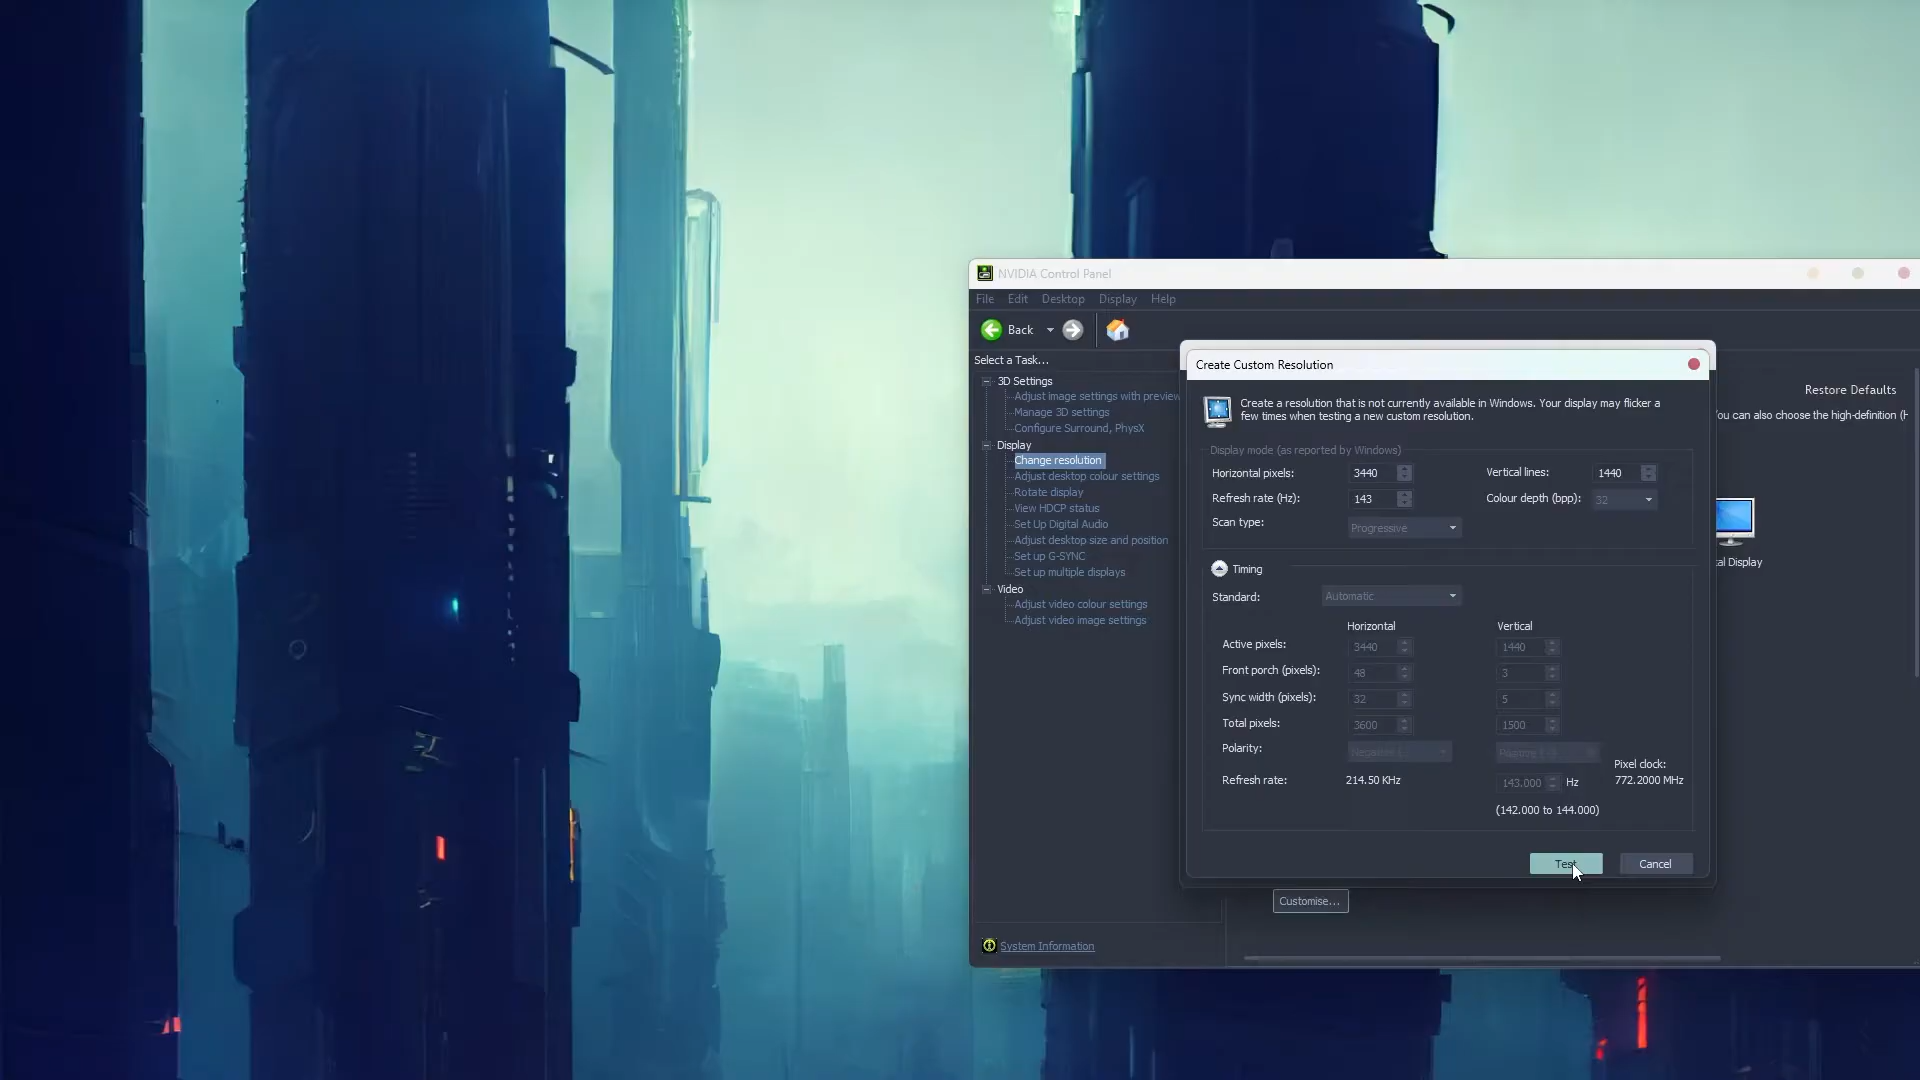 NVIDIA Control Panel
File Edit Desktop Display Help
Back
Select a Task...
3D Settings
Adjust image settings with preview
Manage 3D settings
Configure Surround, PhysX
Display
Change resolution
Adjust desktop colour settings
Rotate display
View HDCP status
Set Up Digital Audio
Adjust desktop size and position
Set up G-SYNC
Set up multiple displays
Video
Adjust video colour settings
Adjust video image settings
System Information
Restore Defaults
ou can also choose the high-definition (H
al Display
Customise...
Create Custom Resolution
Create a resolution that is not currently available in Windows. Your display may flicker a
few times when testing a new custom resolution.
Display mode (as reported by Windows)
Horizontal pixels: 3440 Vertical lines: 1440
Refresh rate (Hz): 143 Colour depth (bpp): 32
Scan type: Progressive
Timing
Standard: Automatic
Horizontal Vertical
Active pixels: 3440 1440
Front porch (pixels): 48 3
Sync width (pixels): 32 5
Total pixels: 3600 1500
Polarity:
Pixel clock:
Refresh rate: 214.50 KHz 143.000 Hz 772.2000 MHz
(142.000 to 144.000)
Test Cancel